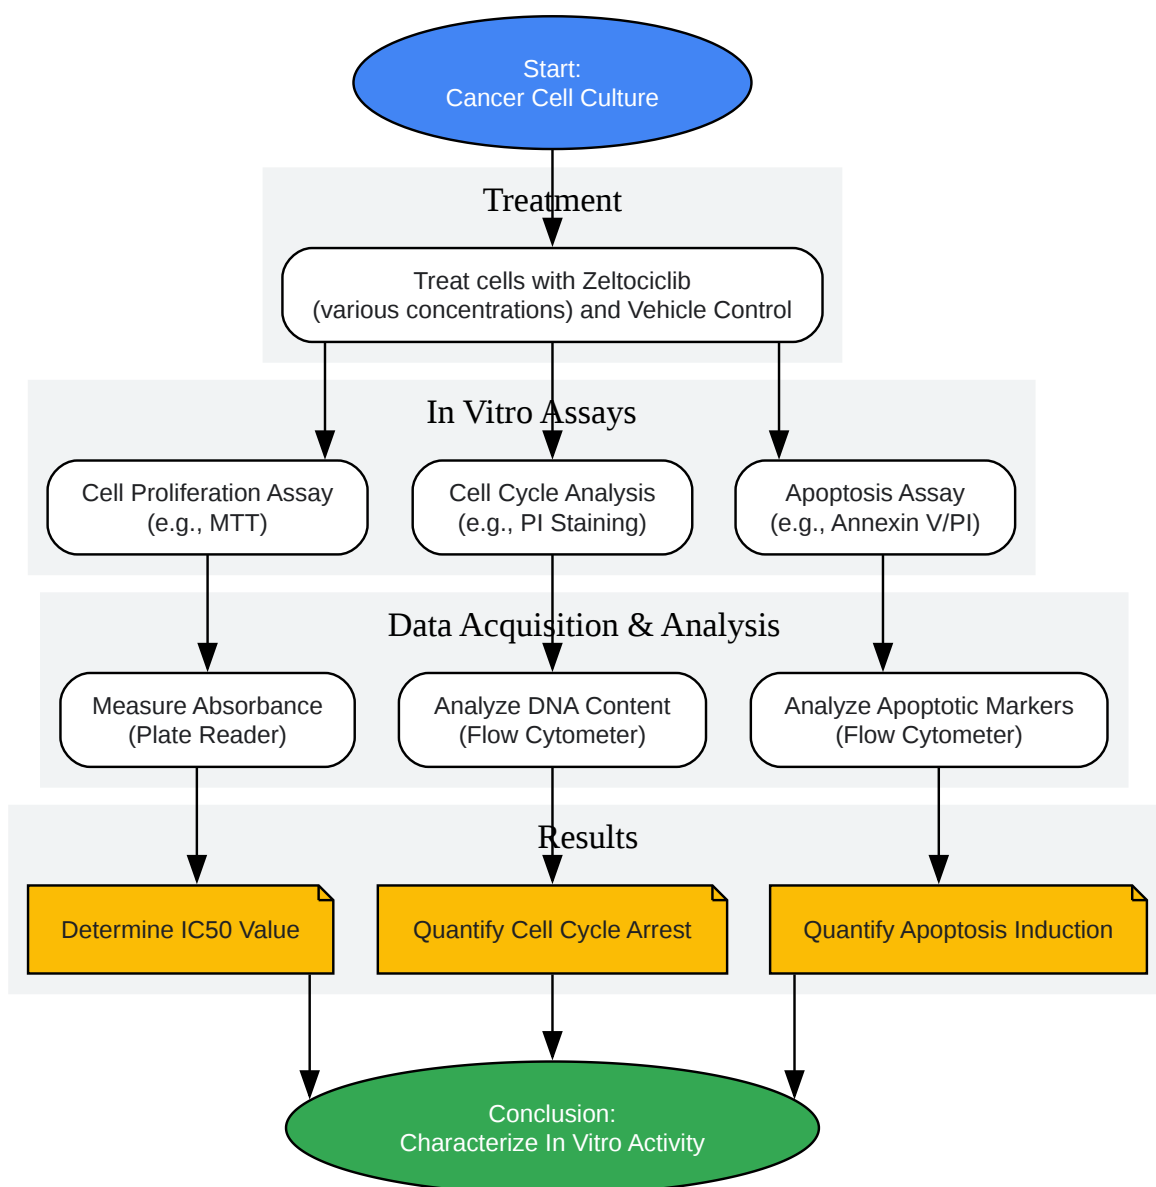 Start:
Cancer Cell Culture
Treatment
Treat cells with Zeltociclib
(various concentrations) and Vehicle Control
In Vitro Assays
Cell Proliferation Assay
(e.g., MTT)
Cell Cycle Analysis
(e.g., PI Staining)
Apoptosis Assay
(e.g., Annexin V/PI)
Data Acquisition & Analysis
Measure Absorbance
(Plate Reader)
Analyze DNA Content
(Flow Cytometer)
Analyze Apoptotic Markers
(Flow Cytometer)
Results
Determine IC50 Value
Quantify Cell Cycle Arrest
Quantify Apoptosis Induction
Conclusion:
Characterize In Vitro Activity